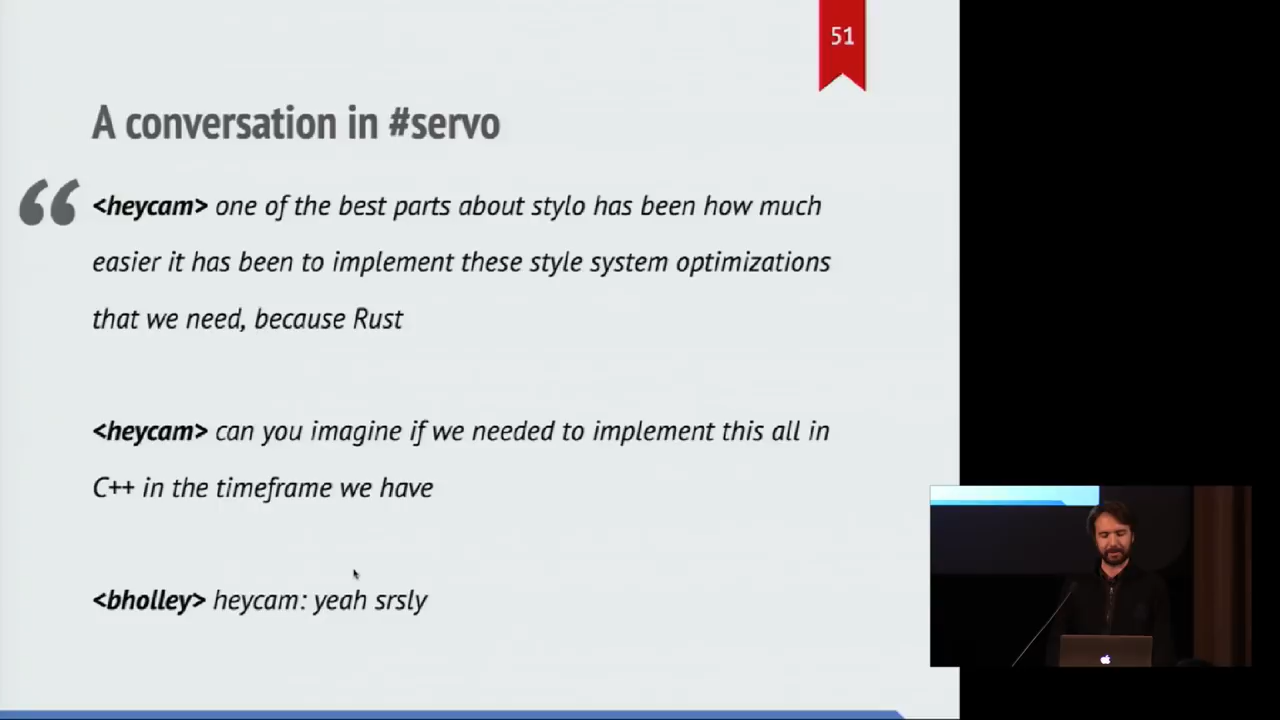 51
A conversation in #servo
<heycam> one of the best parts about stylo has been how much
easier it has been to implement these style system optimizations
that we need, because Rust
<heycam> can you imagine if we needed to implement this all in
C++ in the timeframe we have
<bholley> heycam: yeah srsly